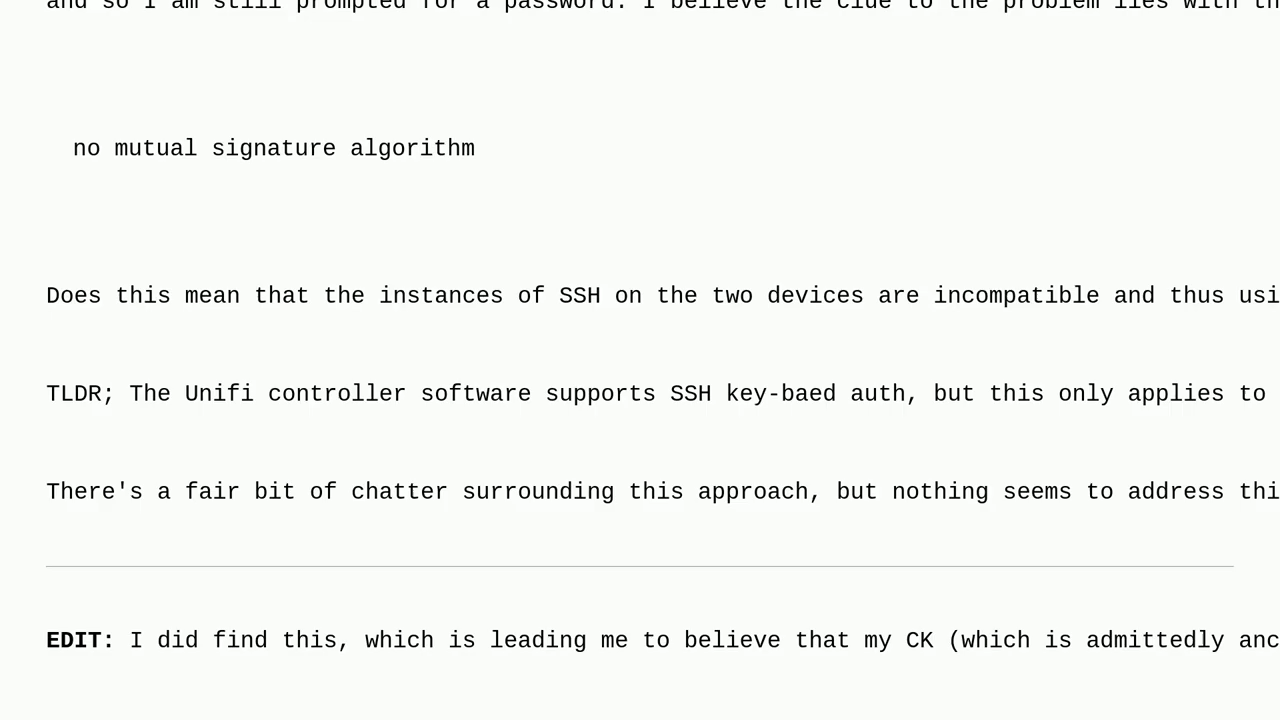 and so I am still prompted for a password. I believe the clue to the problem lies with th
no mutual signature algorithm
Does this mean that the instances of SSH on the two devices are incompatible and thus usi
TLDR; The Unifi controller software supports SSH key-baed auth, but this only applies to
There's a fair bit of chatter surrounding this approach, but nothing seems to address thi
EDIT: I did find this, which is leading me to believe that my CK (which is admittedly anc